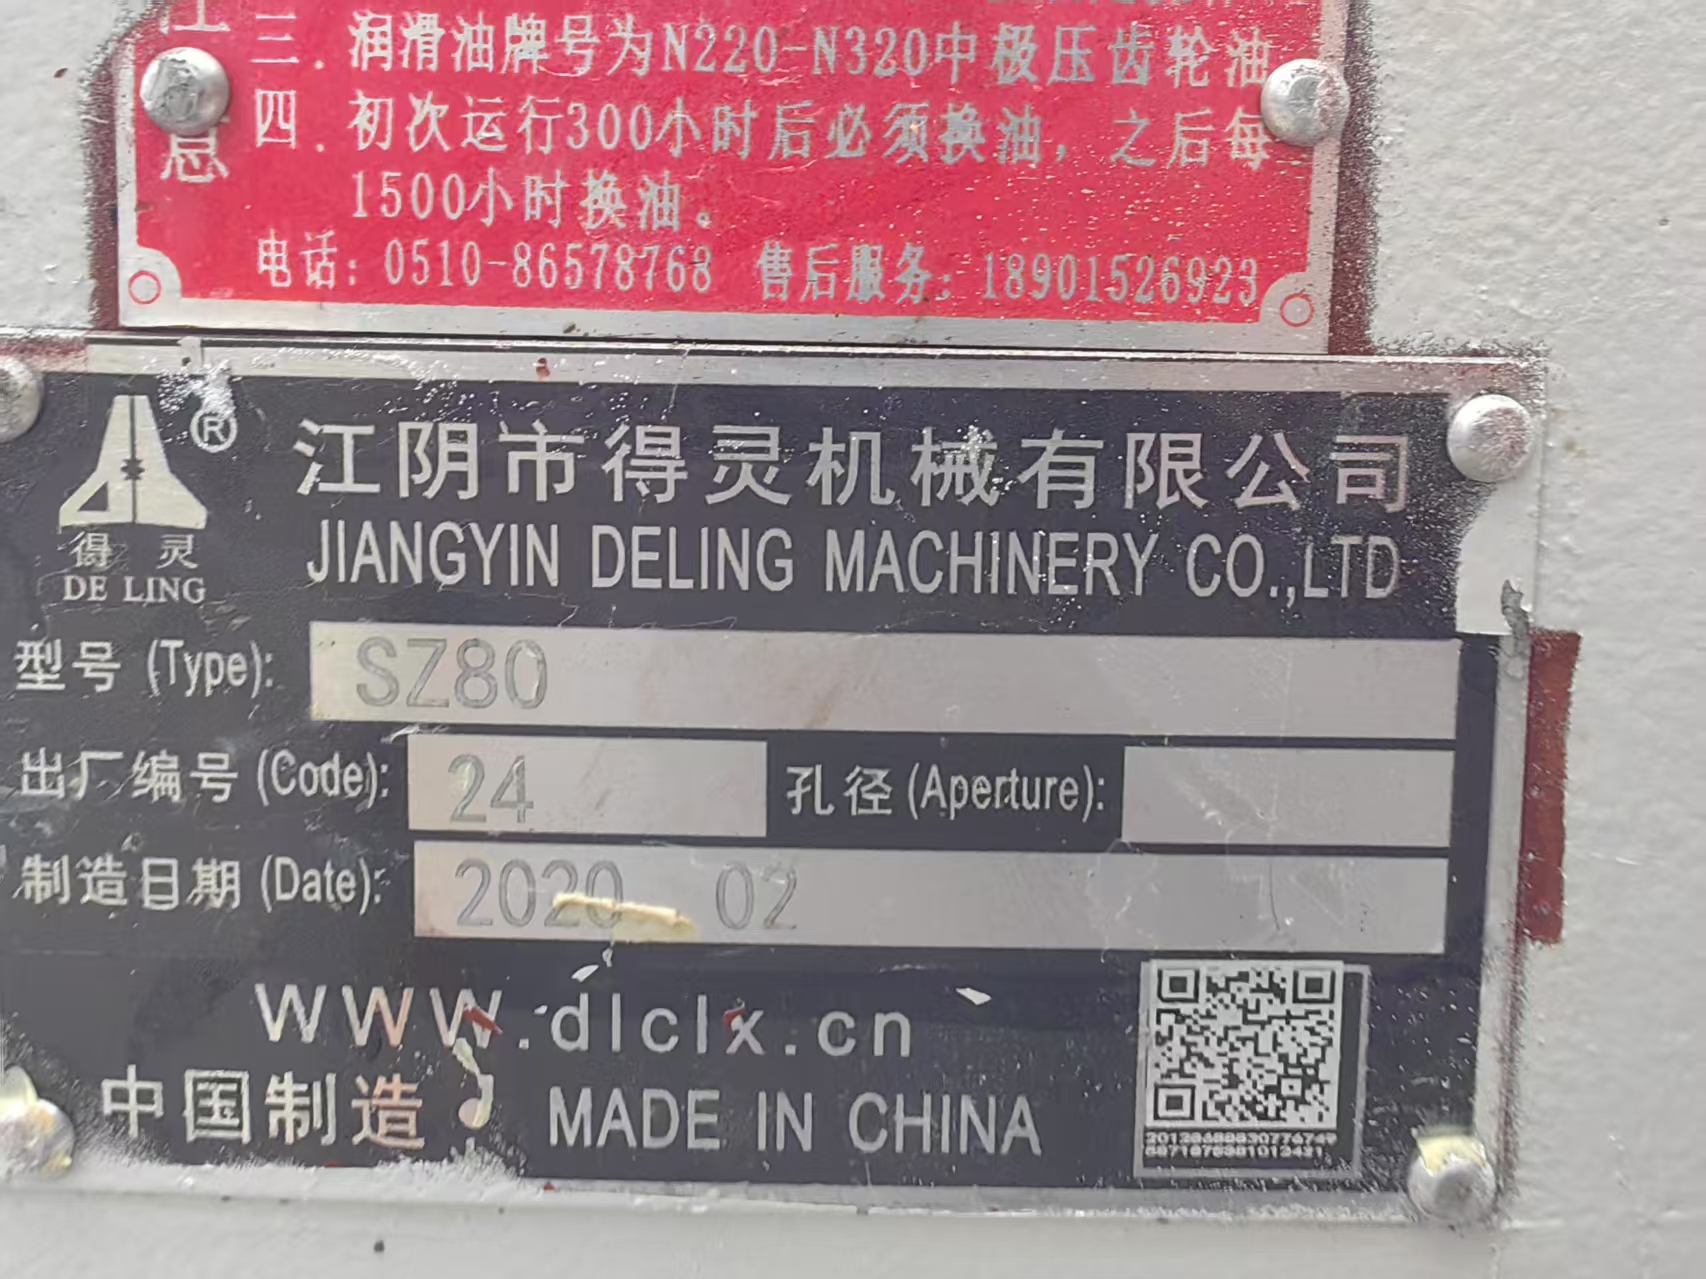 注
意
三．润滑油牌号为N220-N320中极压齿轮油
四．初次运行300小时后必须换油，之后每
1500小时换油。
电话：0510-86578768 售后服务：18901526923
®
得 灵
DE LING
江阴市得灵机械有限公司
JIANGYIN DELING MACHINERY CO.,LTD
型号 (Type): SZ80
出厂编号 (Code): 24 孔径 (Aperture):
制造日期 (Date): 2020 02
www.dlclx.cn
中国制造 MADE IN CHINA